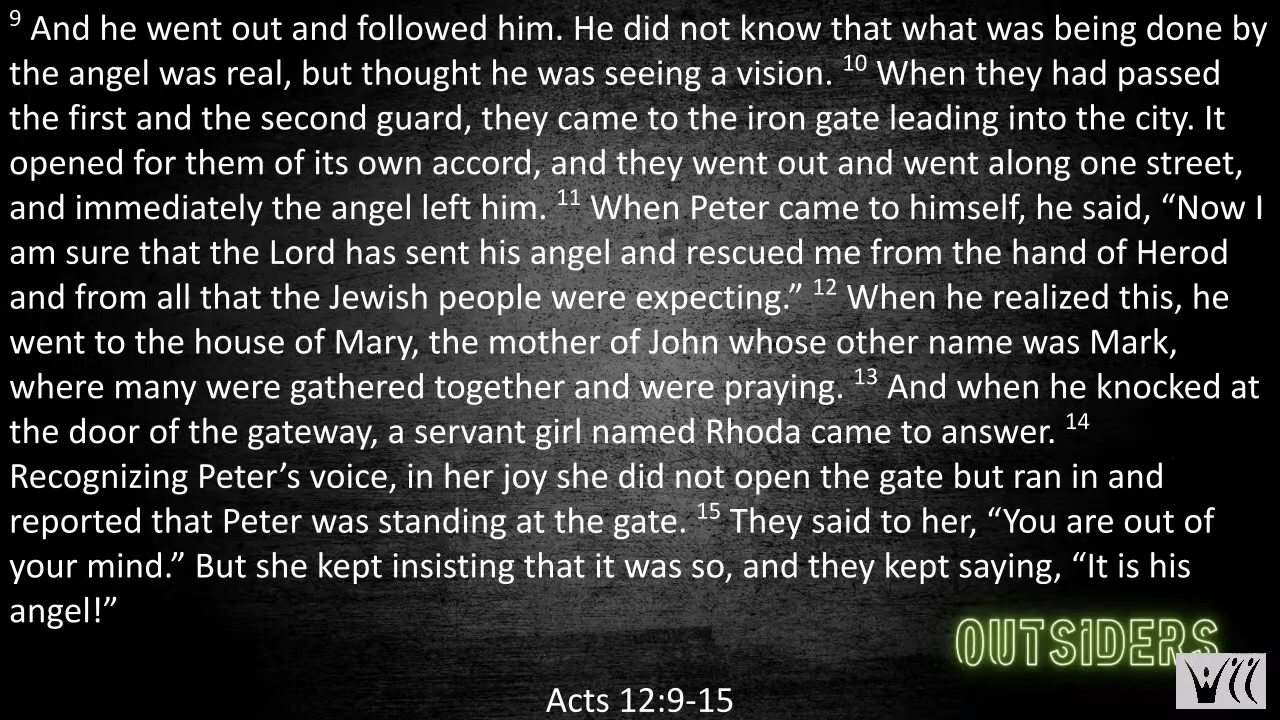 9 And he went out and followed him. He did not know that what was being done by
the angel was real, but thought he was seeing a vision. 10 When they had passed
the first and the second guard, they came to the iron gate leading into the city. It
opened for them of its own accord, and they went out and went along one street,
and immediately the angel left him. 11 When Peter came to himself, he said, “Now I
am sure that the Lord has sent his angel and rescued me from the hand of Herod
and from all that the Jewish people were expecting.” 12 When he realized this, he
went to the house of Mary, the mother of John whose other name was Mark,
where many were gathered together and were praying. 13 And when he knocked at
the door of the gateway, a servant girl named Rhoda came to answer. 14
Recognizing Peter’s voice, in her joy she did not open the gate but ran in and
reported that Peter was standing at the gate. 15 They said to her, “You are out of
your mind.” But she kept insisting that it was so, and they kept saying, “It is his
angel!”
OUTSiDERS
Acts 12:9-15